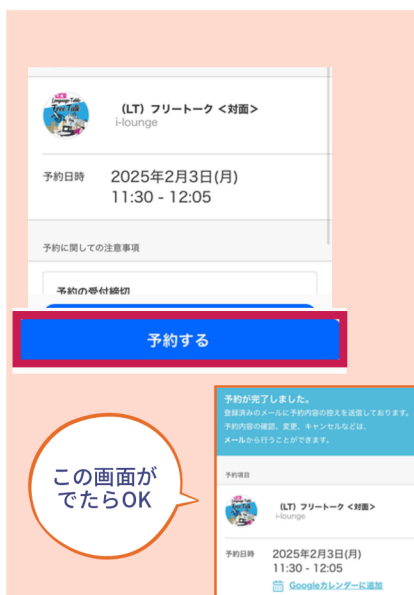 Language Table
Free Talk
（LT）フリートーク ＜対面＞
i-lounge
予約日時
2025年2月3日(月)
11:30 - 12:05
予約に関しての注意事項
予約の受付締切
予約する
この画面が
でたらOK
予約が完了しました。
登録済みのメールに予約内容の控えを送信しております。
予約内容の確認、変更、キャンセルなどは、
メールから行うことができます。
予約項目
Free Talk
（LT）フリートーク ＜対面＞
i-lounge
予約日時
2025年2月3日(月)
11:30 - 12:05
Googleカレンダーに追加